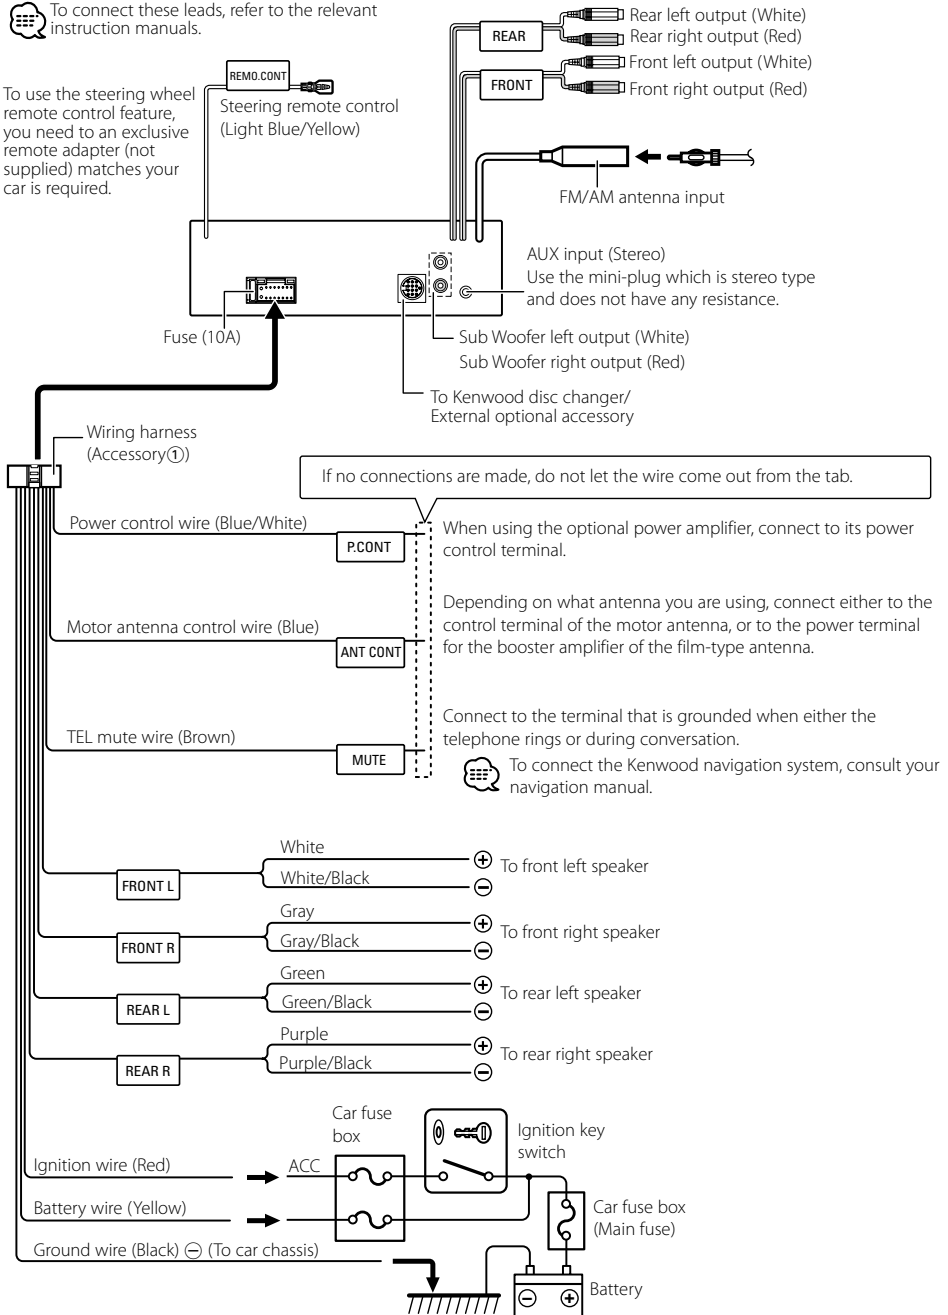 To connect these leads, refer to the relevant
instruction manuals.
REAR
Rear left output (White)
Rear right output (Red)
FRONT
Front left output (White)
Front right output (Red)
REMO.CONT
Steering remote control
(Light Blue/Yellow)
To use the steering wheel
remote control feature,
you need to an exclusive
remote adapter (not
supplied) matches your
car is required.
FM/AM antenna input
AUX input (Stereo)
Use the mini-plug which is stereo type
and does not have any resistance.
Fuse (10A)
Sub Woofer left output (White)
Sub Woofer right output (Red)
To Kenwood disc changer/
External optional accessory
Wiring harness
(Accessory①)
If no connections are made, do not let the wire come out from the tab.
Power control wire (Blue/White)
P.CONT
When using the optional power amplifier, connect to its power
control terminal.
Motor antenna control wire (Blue)
ANT CONT
Depending on what antenna you are using, connect either to the
control terminal of the motor antenna, or to the power terminal
for the booster amplifier of the film-type antenna.
TEL mute wire (Brown)
MUTE
Connect to the terminal that is grounded when either the
telephone rings or during conversation.
To connect the Kenwood navigation system, consult your
navigation manual.
FRONT L
White
White/Black
⊕
⊖
To front left speaker
FRONT R
Gray
Gray/Black
⊕
⊖
To front right speaker
REAR L
Green
Green/Black
⊕
⊖
To rear left speaker
REAR R
Purple
Purple/Black
⊕
⊖
To rear right speaker
Car fuse
box
Ignition key
switch
Ignition wire (Red)
ACC
Battery wire (Yellow)
Car fuse box
(Main fuse)
Ground wire (Black) ⊖ (To car chassis)
Battery
⊖ ⊕